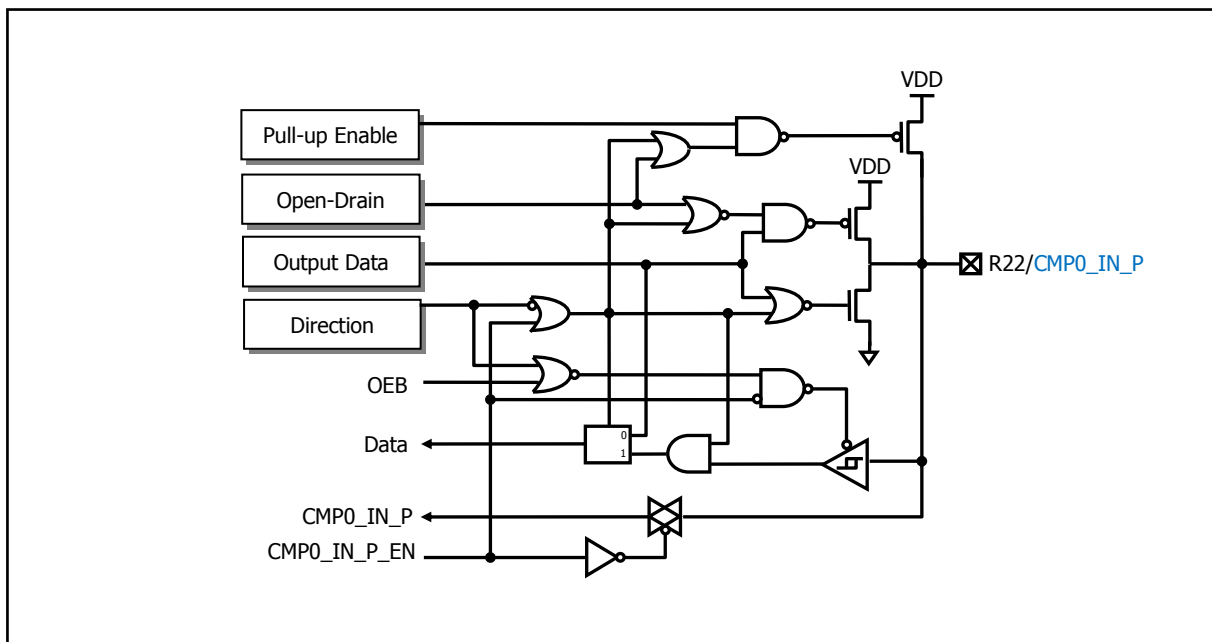 VDD
Pull-up Enable
VDD
Open-Drain
Output Data
R22/CMP0_IN_P
Direction
OEB
0
Data
1
CMP0_IN_P
CMP0_IN_P_EN